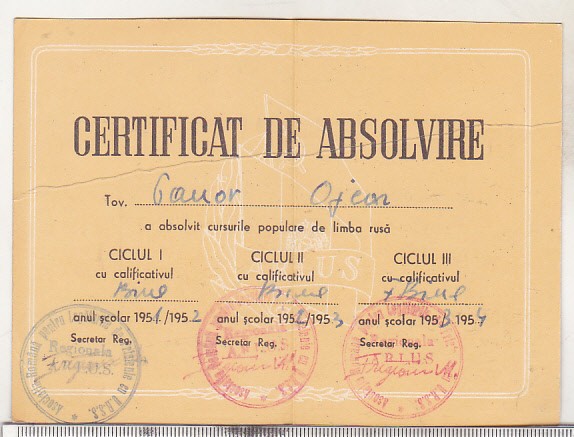 CERTIFICAT DE ABSOLVIRE
Tov.
a absolvit cursurile populare de limba rusă
CICLUL I CICLUL II CICLUL III
cu calificativul cu calificativul cu calificativul
Bine Bine f. Bine
anul școlar 1951/1952 anul școlar 1952/1953 anul școlar 1953-1954
Secretar Reg. Secretar Reg. Secretar Reg.
Regionala
A.R.L.U.S.
ARLUS